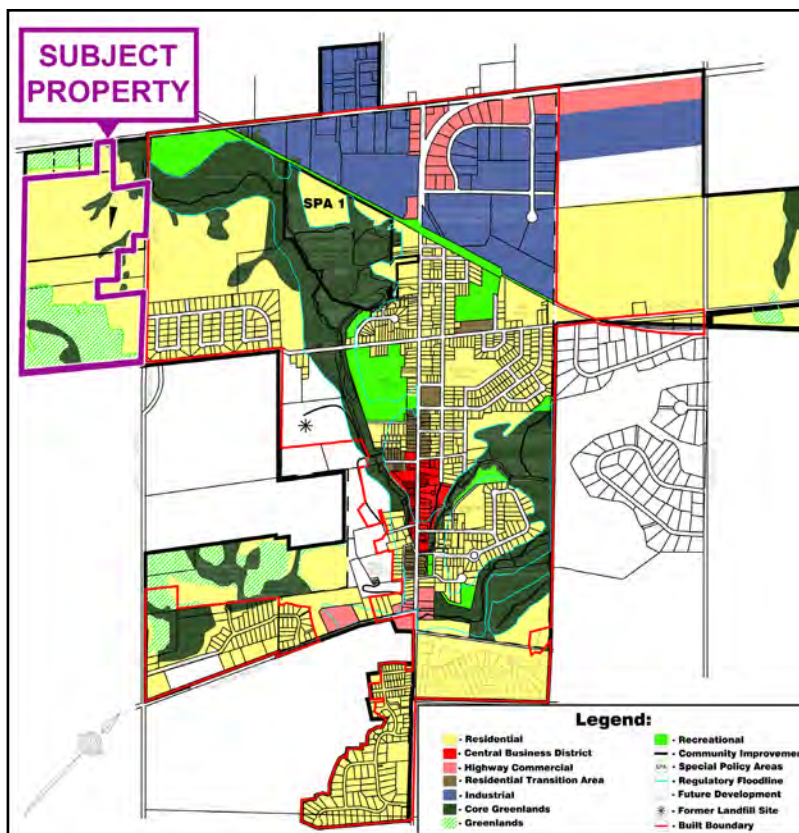 SUBJECT
PROPERTY
SPA 1
Legend:
- Residential
- Central Business District
- Highway Commercial
- Residential Transition Area
- Industrial
- Core Greenlands
- Greenlands
- Recreational
- Community Improvemen
SPA - Special Policy Areas
- Regulatory Floodline
- Future Development
- Former Landfill Site
- Built Boundary